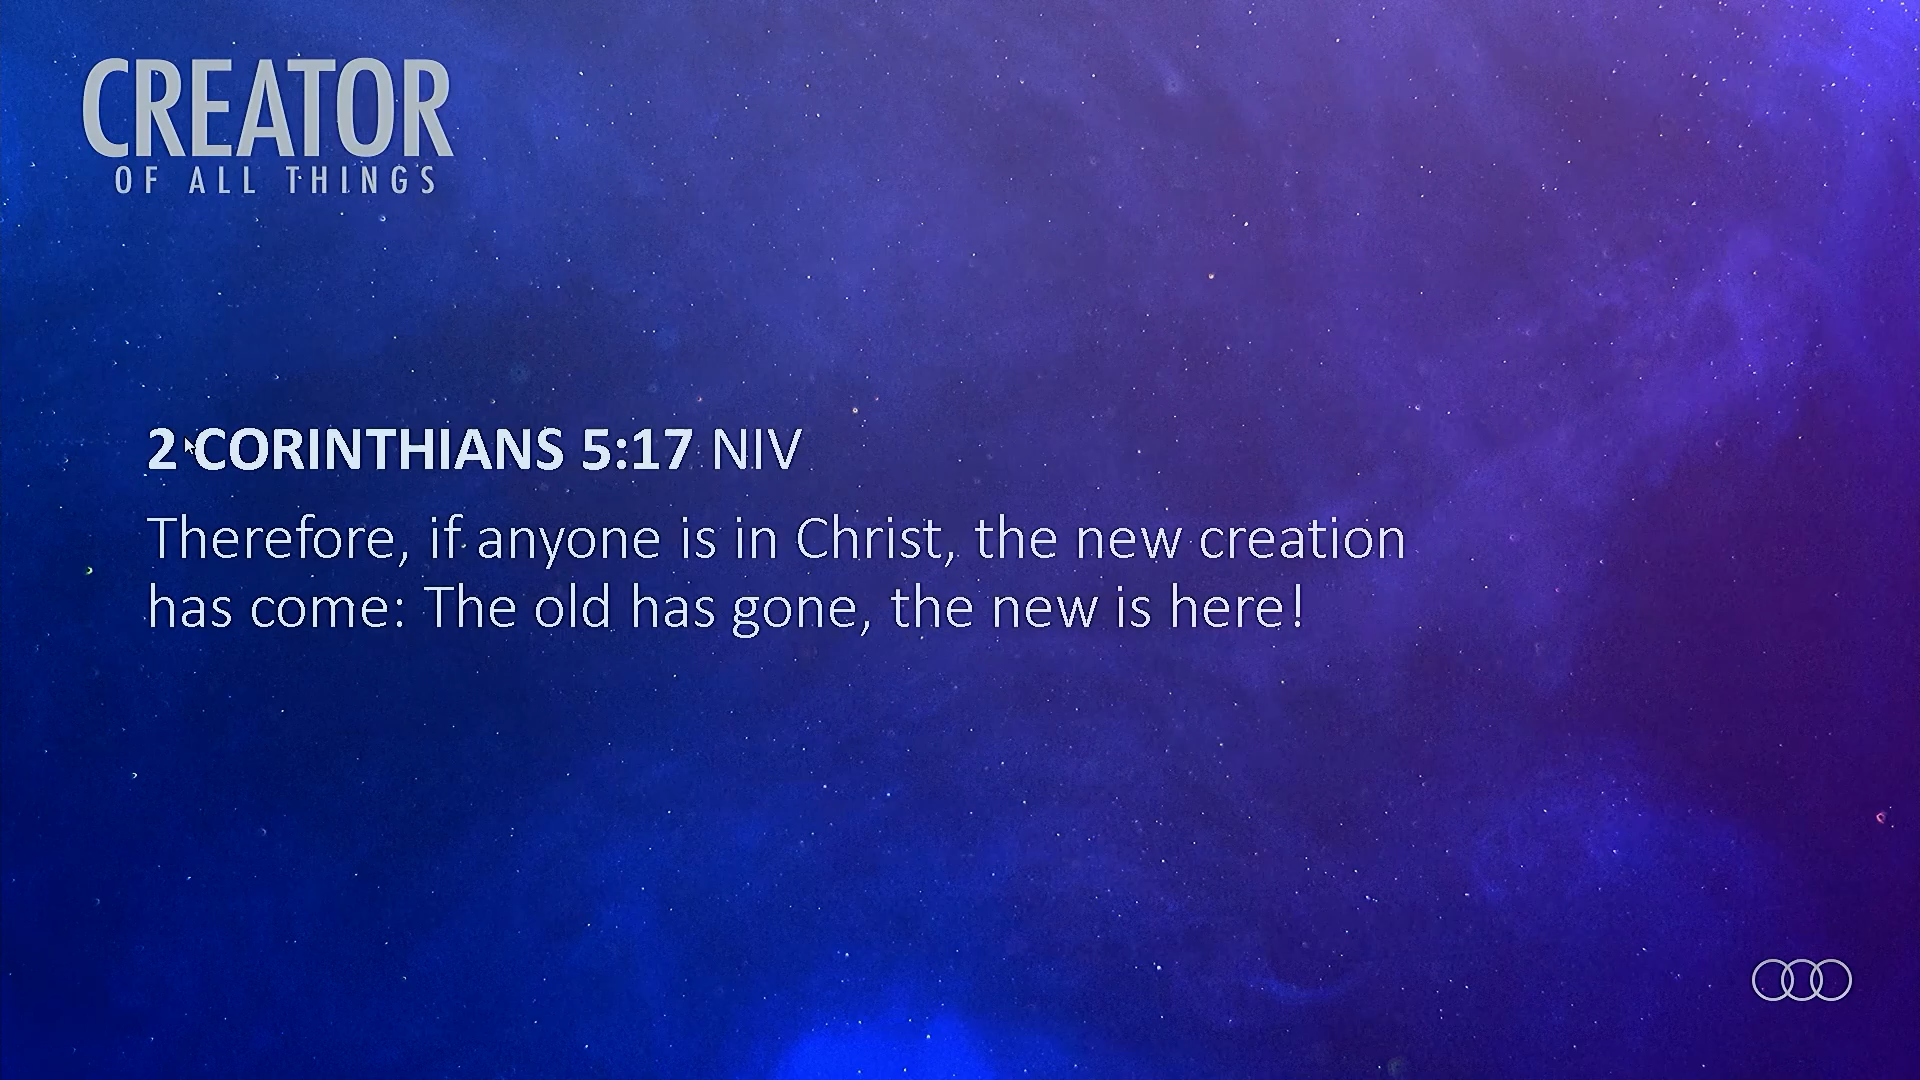 CREATOR
OF ALL THINGS
2 CORINTHIANS 5:17 NIV
Therefore, if anyone is in Christ, the new creation
has come: The old has gone, the new is here!